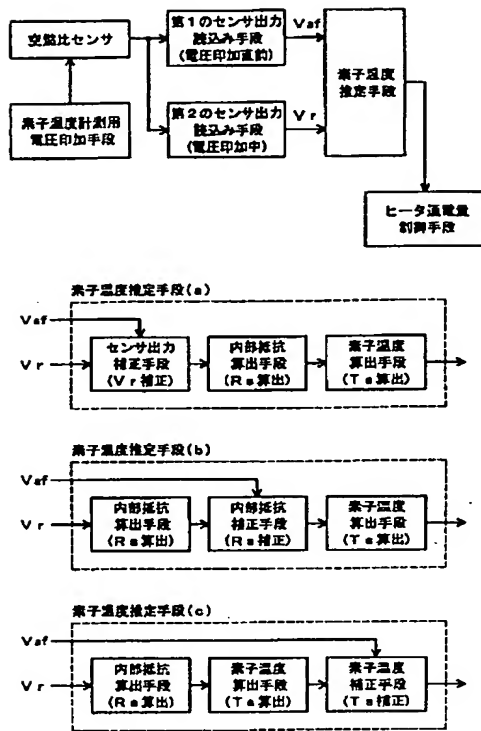 空燃比センサ
素子温度計測用
電圧印加手段
第1のセンサ出力
読込み手段
(電圧印加直前)
Vaf
第2のセンサ出力
読込み手段
(電圧印加中)
Vr
素子温度
推定手段
ヒータ通電量
制御手段
素子温度推定手段(a)
Vaf
Vr
センサ出力
補正手段
(Vr補正)
内部抵抗
算出手段
(Rs算出)
素子温度
算出手段
(Ts算出)
素子温度推定手段(b)
Vaf
Vr
内部抵抗
算出手段
(Rs算出)
内部抵抗
補正手段
(Rs補正)
素子温度
算出手段
(Ts算出)
素子温度推定手段(c)
Vaf
Vr
内部抵抗
算出手段
(Rs算出)
素子温度
算出手段
(Ts算出)
素子温度
補正手段
(Ts補正)